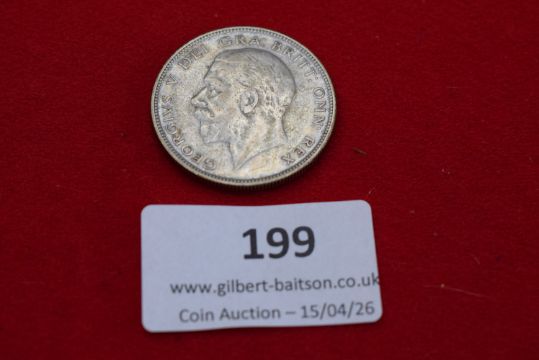 GEORGIVS V DEI GRA: BRITT: OMN REX
199
www.gilbert-baitson.co.uk
Coin Auction – 15/04/26